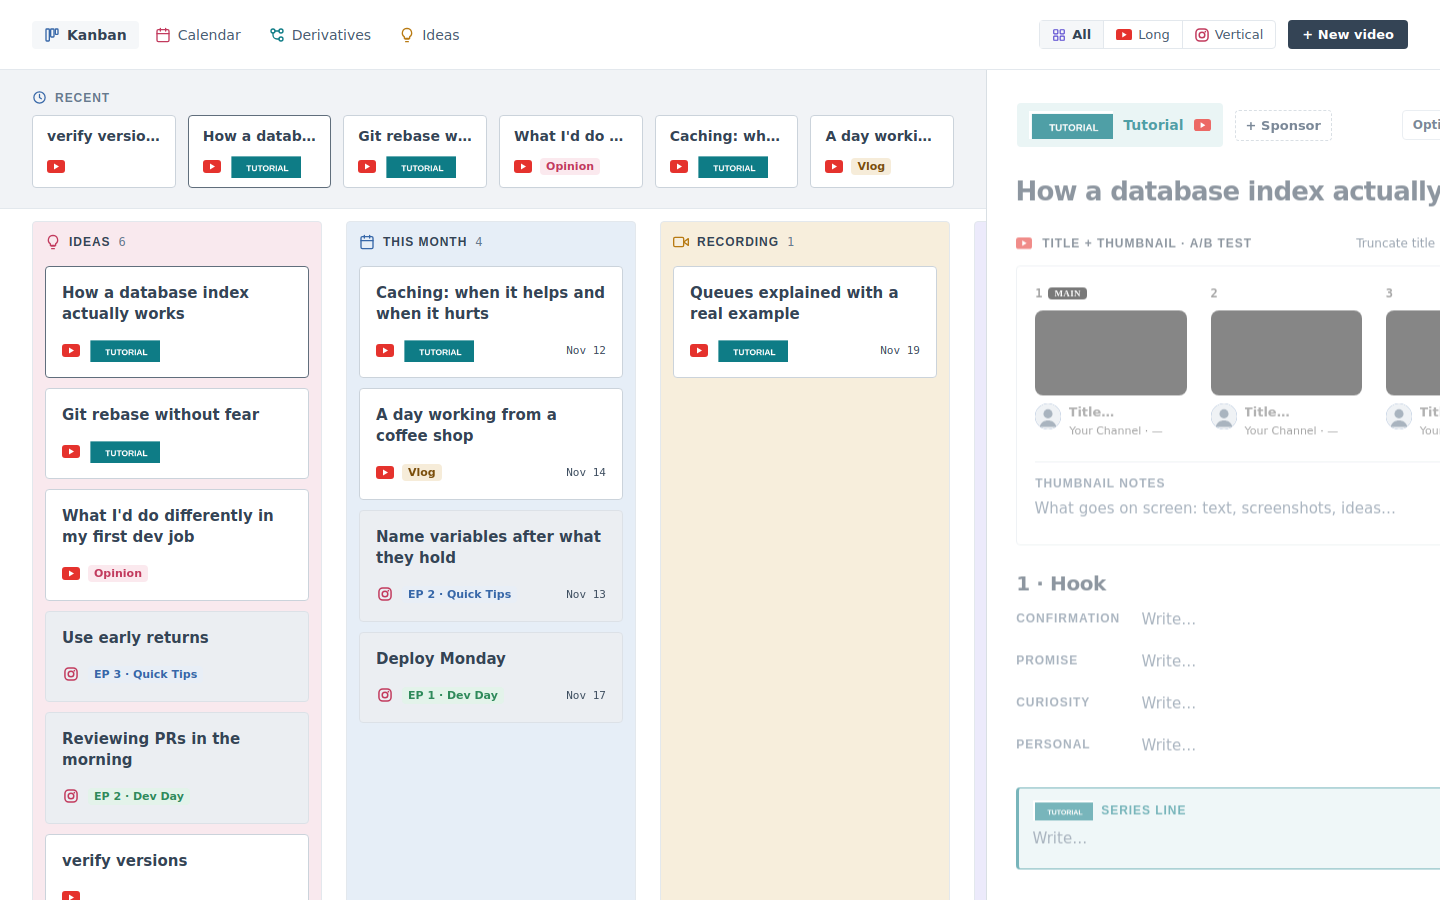 Kanban
Calendar
Derivatives
Ideas
All
Long
Vertical
+ New video
RECENT
verify versio…
How a datab…
TUTORIAL
Git rebase w…
TUTORIAL
What I'd do …
Opinion
Caching: wh…
TUTORIAL
A day worki…
Vlog
IDEAS 6
How a database index
actually works
TUTORIAL
Git rebase without fear
TUTORIAL
What I'd do differently in
my first dev job
Opinion
Use early returns
EP 3 · Quick Tips
Reviewing PRs in the
morning
EP 2 · Dev Day
verify versions
THIS MONTH 4
Caching: when it helps and
when it hurts
TUTORIAL
Nov 12
A day working from a
coffee shop
Vlog
Nov 14
Name variables after what
they hold
EP 2 · Quick Tips
Nov 13
Deploy Monday
EP 1 · Dev Day
Nov 17
RECORDING 1
Queues explained with a
real example
TUTORIAL
Nov 19
TUTORIAL
Tutorial
+ Sponsor
Opti
How a database index actually
TITLE + THUMBNAIL · A/B TEST
Truncate title
1 MAIN
Title…
Your Channel · —
2
Title…
Your Channel · —
3
Tit
You
THUMBNAIL NOTES
What goes on screen: text, screenshots, ideas…
1 · Hook
CONFIRMATION Write…
PROMISE Write…
CURIOSITY Write…
PERSONAL Write…
TUTORIAL
SERIES LINE
Write…